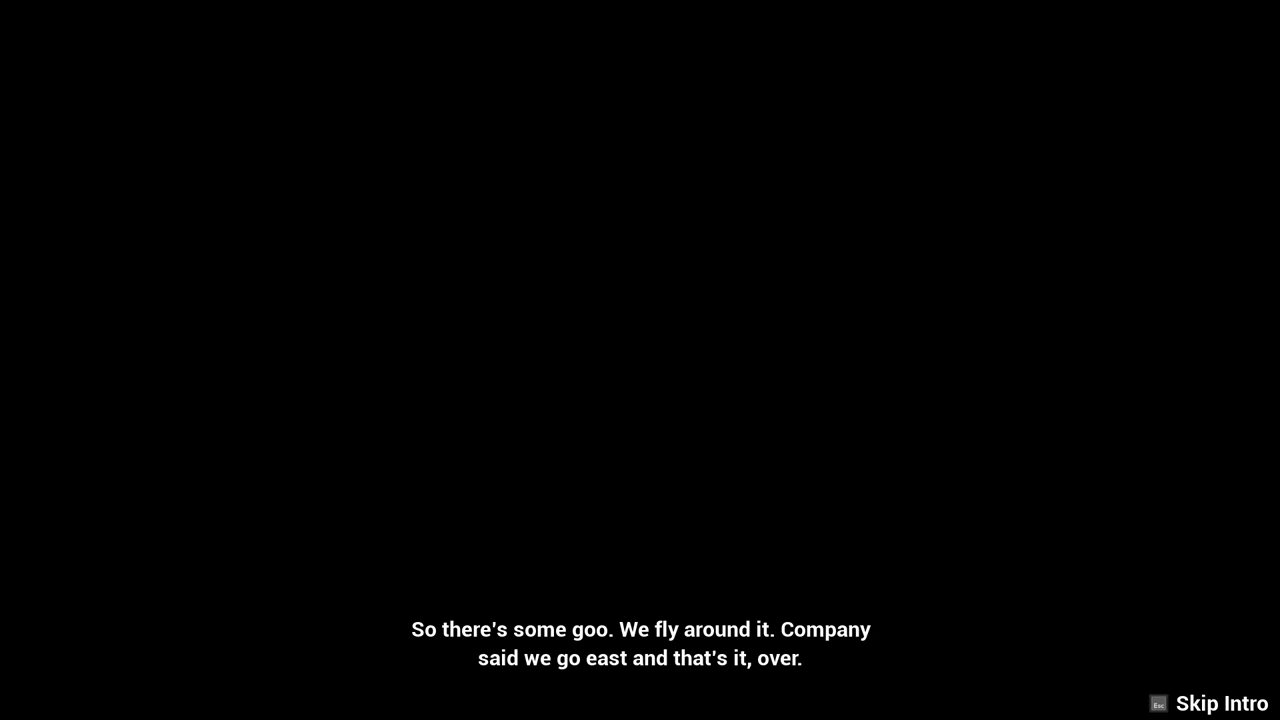 So there's some goo. We fly around it. Company
said we go east and that's it, over.
Esc Skip Intro